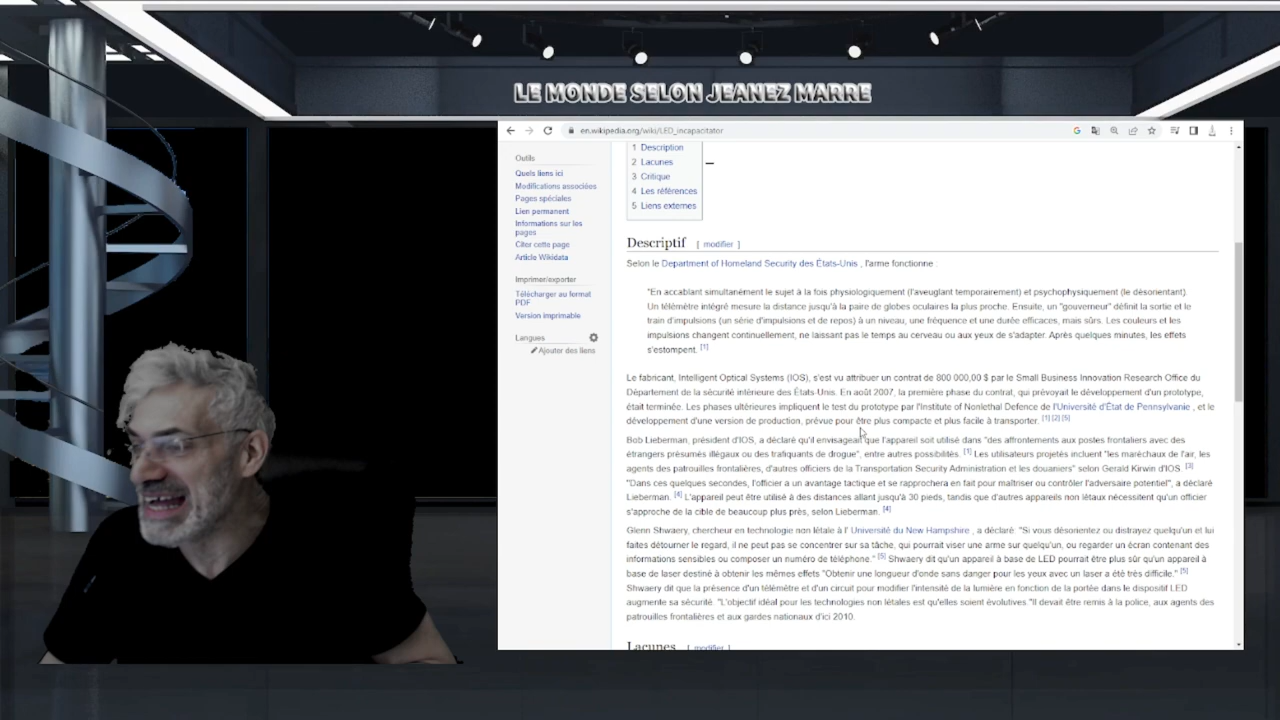 LE MONDE SELON JEANEZ MARRE
en.wikipedia.org/wiki/LED_incapacitator
Outils
Quels liens ici
Modifications associées
Pages spéciales
Lien permanent
Informations sur les
pages
Citer cette page
Article Wikidata
Imprimer/exporter
Télécharger au format
PDF
Version imprimable
Langues
Ajouter des liens
1 Description
2 Lacunes
3 Critique
4 Les références
5 Liens externes
Descriptif [ modifier ]
Selon le Department of Homeland Security des États-Unis , l'arme fonctionne :
"En accablant simultanément le sujet à la fois physiologiquement (l'aveuglant temporairement) et psychophysiquement (le désorientant).
Un télémètre intégré mesure la distance jusqu'à la paire de globes oculaires la plus proche. Ensuite, un "gouverneur" définit la sortie et le
train d'impulsions (un série d'impulsions et de repos) à un niveau, une fréquence et une durée efficaces, mais sûrs. Les couleurs et les
impulsions changent continuellement, ne laissant pas le temps au cerveau ou aux yeux de s'adapter. Après quelques minutes, les effets
s'estompent. [1]
Le fabricant, Intelligent Optical Systems (IOS), s'est vu attribuer un contrat de 800 000,00 $ par le Small Business Innovation Research Office du
Département de la sécurité intérieure des États-Unis. En août 2007, la première phase du contrat, qui prévoyait le développement d'un prototype,
était terminée. Les phases ultérieures impliquent le test du prototype par l'Institute of Nonlethal Defence de l'Université d'État de Pennsylvanie , et le
développement d'une version de production, prévue pour être plus compacte et plus facile à transporter. [1] [2] [5]
Bob Lieberman, président d'IOS, a déclaré qu'il envisageait que l'appareil soit utilisé dans "des affrontements aux postes frontaliers avec des
étrangers présumés illégaux ou des trafiquants de drogue", entre autres possibilités. [1] Les utilisateurs projetés incluent "les maréchaux de l'air, les
agents des patrouilles frontalières, d'autres officiers de la Transportation Security Administration et les douaniers" selon Gerald Kirwin d'IOS. [3]
"Dans ces quelques secondes, l'officier a un avantage tactique et se rapprochera en fait pour maîtriser ou contrôler l'adversaire potentiel", a déclaré
Lieberman. [4] L'appareil peut être utilisé à des distances allant jusqu'à 30 pieds, tandis que d'autres appareils non létaux nécessitent qu'un officier
s'approche de la cible de beaucoup plus près, selon Lieberman. [4]
Glenn Shwaery, chercheur en technologie non létale à l' Université du New Hampshire , a déclaré: "Si vous désorientez ou distrayez quelqu'un et lui
faites détourner le regard, il ne peut pas se concentrer sur sa tâche, qui pourrait viser une arme sur quelqu'un, ou regarder un écran contenant des
informations sensibles ou composer un numéro de téléphone." [5] Shwaery dit qu'un appareil à base de LED pourrait être plus sûr qu'un appareil à
base de laser destiné à obtenir les mêmes effets "Obtenir une longueur d'onde sans danger pour les yeux avec un laser a été très difficile." [5]
Shwaery dit que la présence d'un télémètre et d'un circuit pour modifier l'intensité de la lumière en fonction de la portée dans le dispositif LED
augmente sa sécurité. "L'objectif idéal pour les technologies non létales est qu'elles soient évolutives."Il devait être remis à la police, aux agents des
patrouilles frontalières et aux gardes nationaux d'ici 2010.
Lacunes [ modifier ]